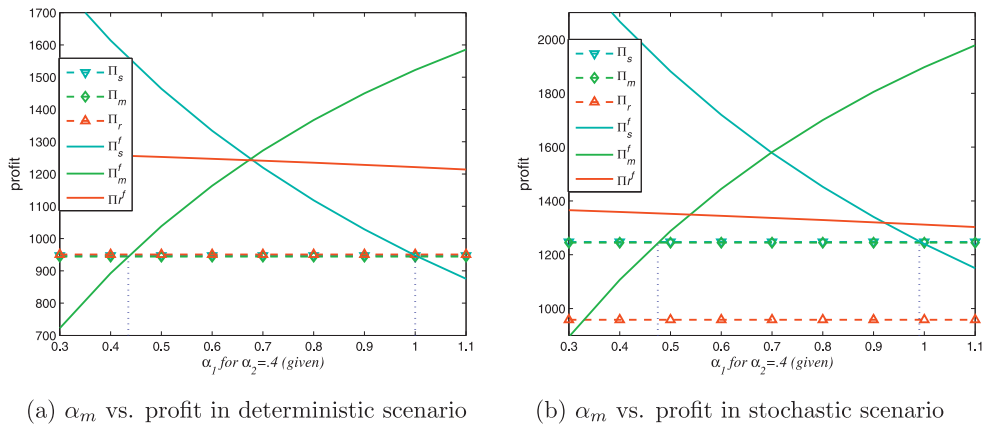 1700
1600
1500
1400
1300
1200
1100
1000
900
800
700
profit
Π_s
Π_m
Π_r
Π_s^f
Π_m^f
Πr^f
0.3 0.4 0.5 0.6 0.7 0.8 0.9 1 1.1
α_1 for α_2=.4 (given)
(a) α_m vs. profit in deterministic scenario
2000
1800
1600
1400
1200
1000
profit
Π_s
Π_m
Π_r
Π_s^f
Π_m^f
Πr^f
0.3 0.4 0.5 0.6 0.7 0.8 0.9 1 1.1
α_1 for α_2=.4 (given)
(b) α_m vs. profit in stochastic scenario